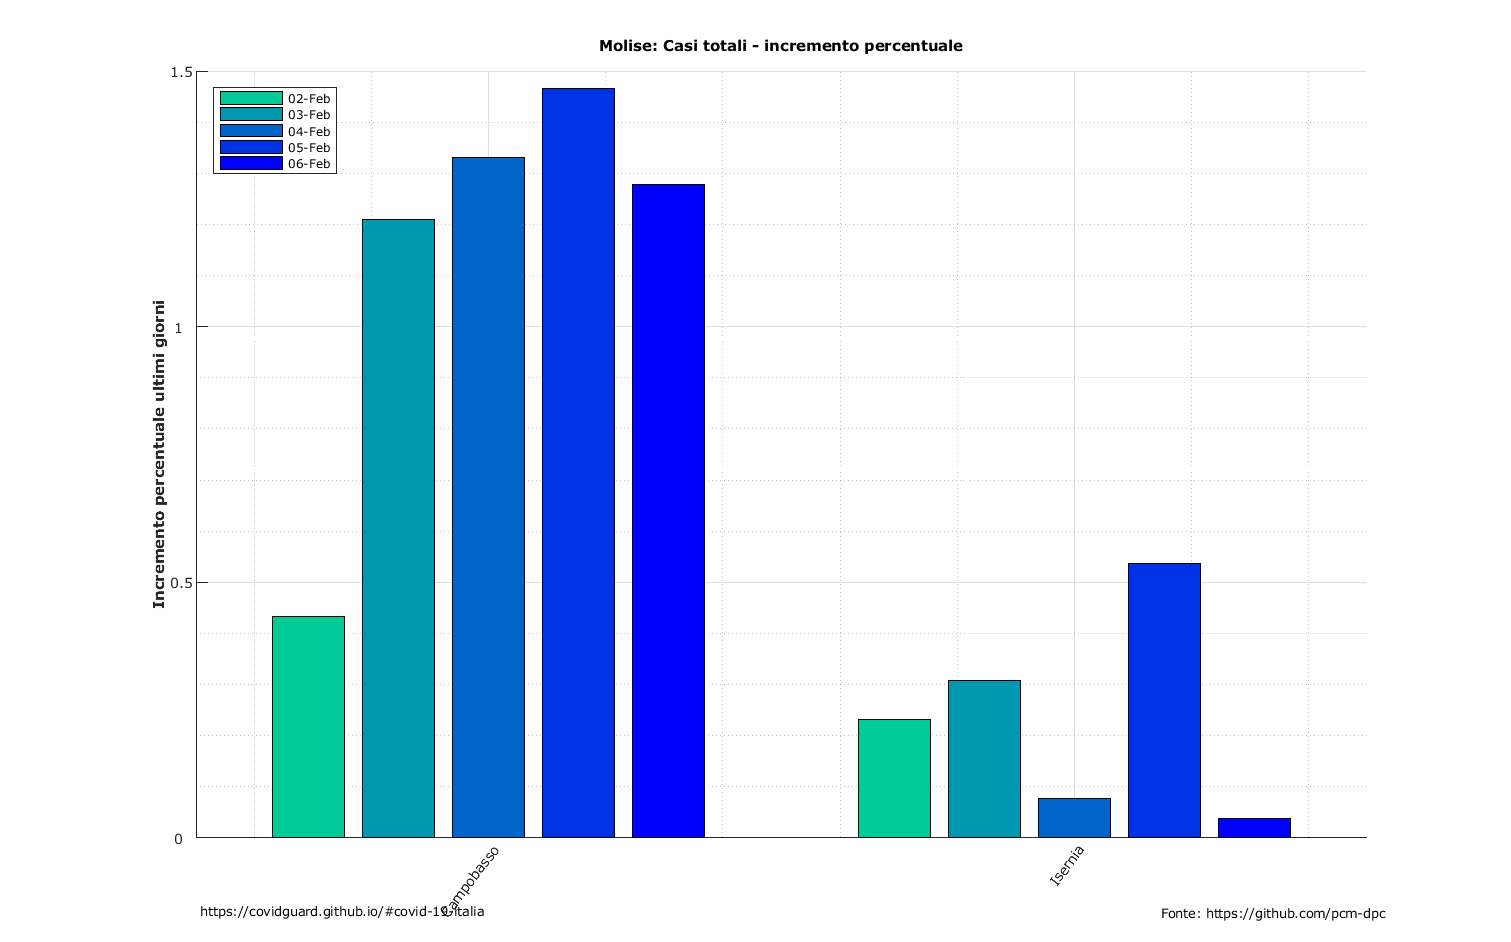 Molise: Casi totali - incremento percentuale
1.5
02-Feb
03-Feb
04-Feb
05-Feb
06-Feb
1
Incremento percentuale ultimi giorni
0.5
0
Campobasso
Isernia
https://covidguard.github.io/#covid-19-italia
Fonte: https://github.com/pcm-dpc